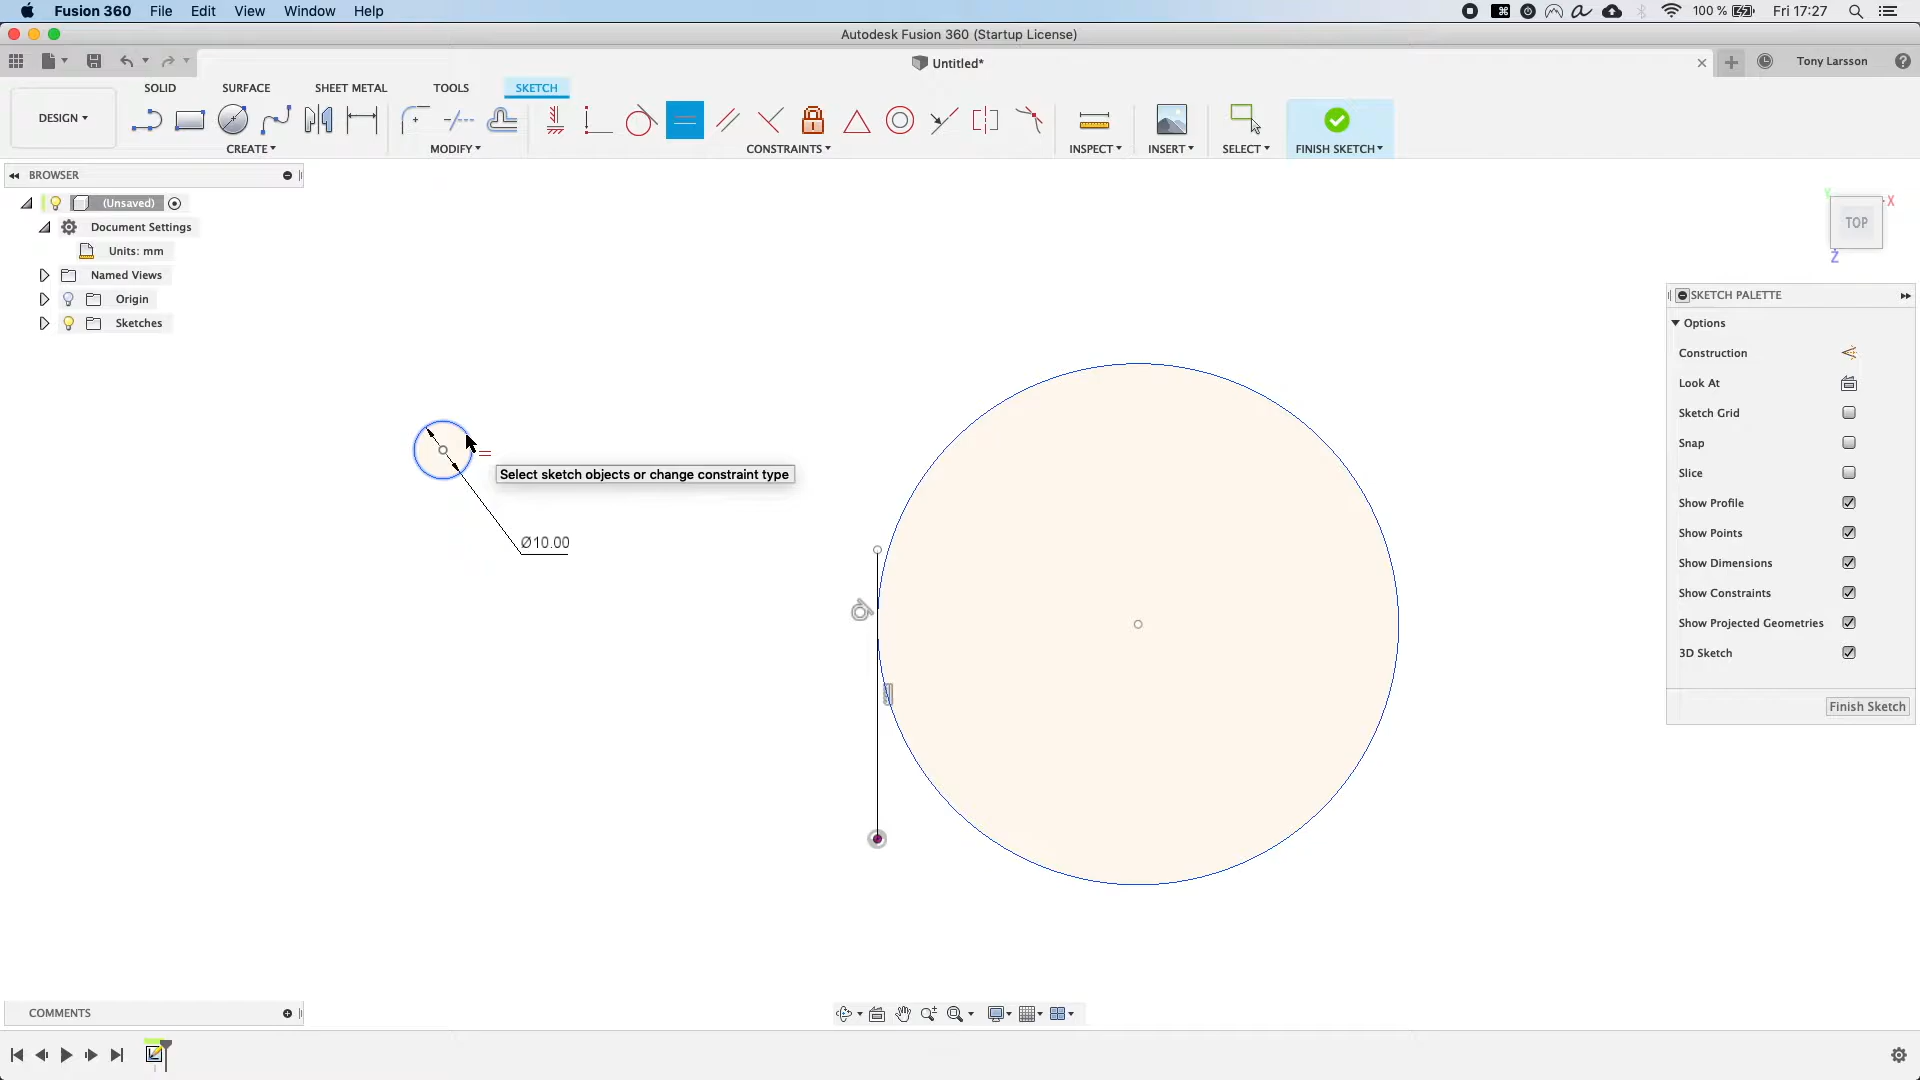 Fusion 360 File Edit View Window Help 100 % Fri 17:27
Autodesk Fusion 360 (Startup License)
Untitled* Tony Larsson
SOLID SURFACE SHEET METAL TOOLS SKETCH
DESIGN
CREATE MODIFY CONSTRAINTS INSPECT INSERT SELECT FINISH SKETCH
BROWSER
(Unsaved)
Document Settings
Units: mm
Named Views
Origin
Sketches
Y X
TOP
Z
SKETCH PALETTE
Options
Construction
Look At
Sketch Grid
Snap
Slice
Show Profile
Show Points
Show Dimensions
Show Constraints
Show Projected Geometries
3D Sketch
Finish Sketch
Select sketch objects or change constraint type
Ø10.00
COMMENTS